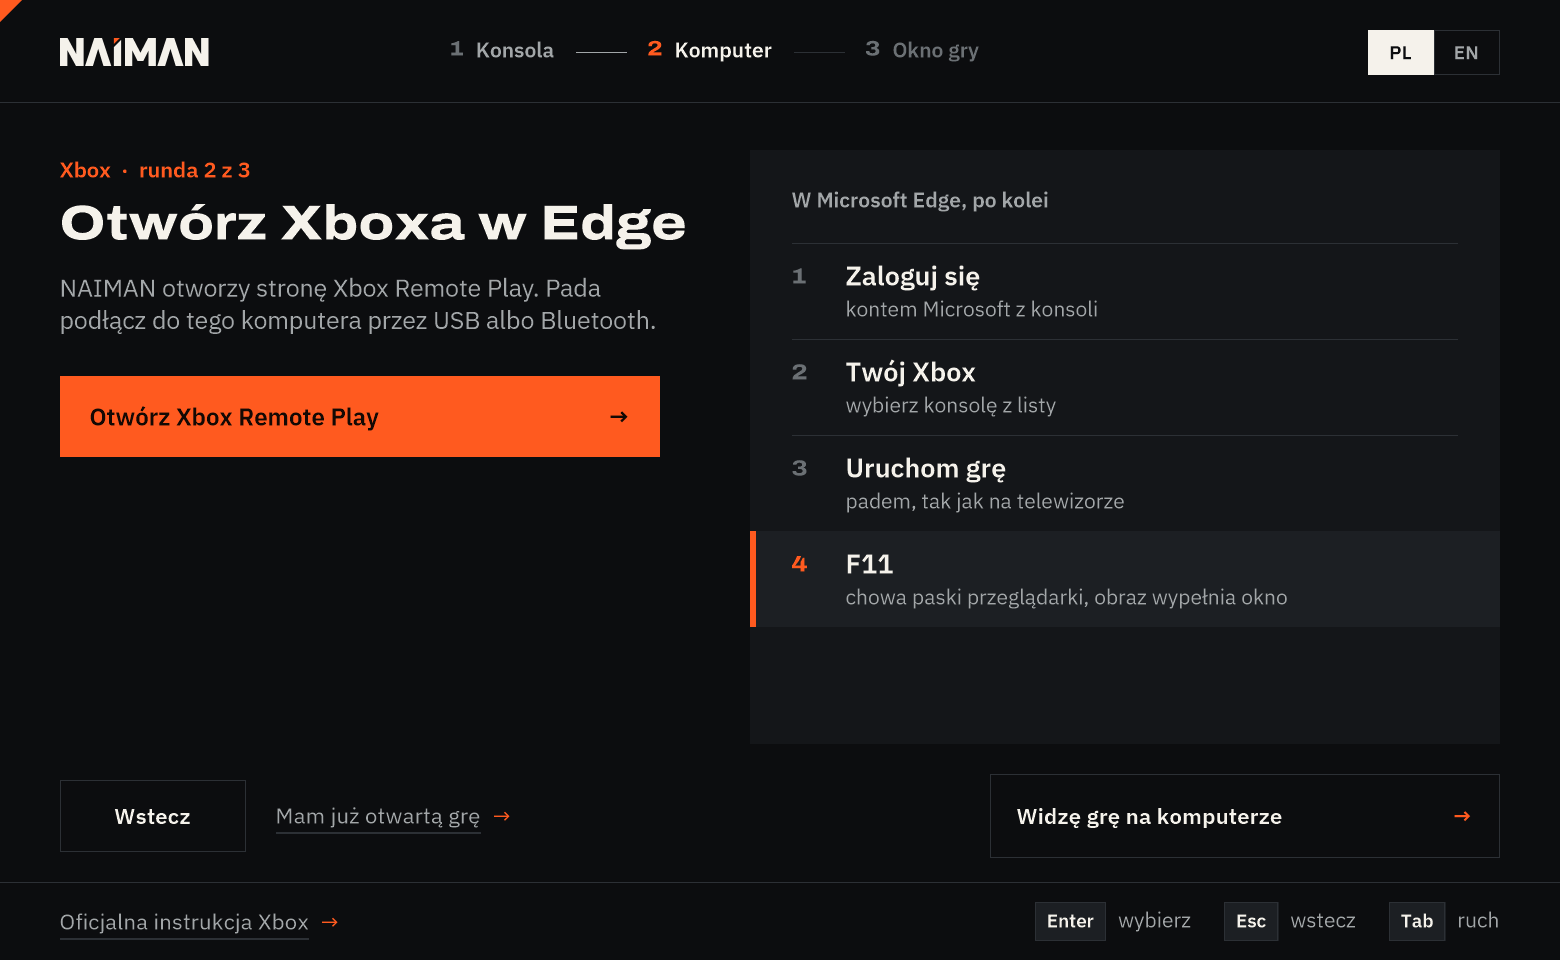 NAIMAN
1 Konsola
2 Komputer
3 Okno gry
PL
EN
Xbox · runda 2 z 3
Otwórz Xboxa w Edge
NAIMAN otworzy stronę Xbox Remote Play. Pada
podłącz do tego komputera przez USB albo Bluetooth.
Otwórz Xbox Remote Play →
W Microsoft Edge, po kolei
1 Zaloguj się
kontem Microsoft z konsoli
2 Twój Xbox
wybierz konsolę z listy
3 Uruchom grę
padem, tak jak na telewizorze
4 F11
chowa paski przeglądarki, obraz wypełnia okno
Wstecz
Mam już otwartą grę →
Widzę grę na komputerze →
Oficjalna instrukcja Xbox →
Enter wybierz
Esc wstecz
Tab ruch